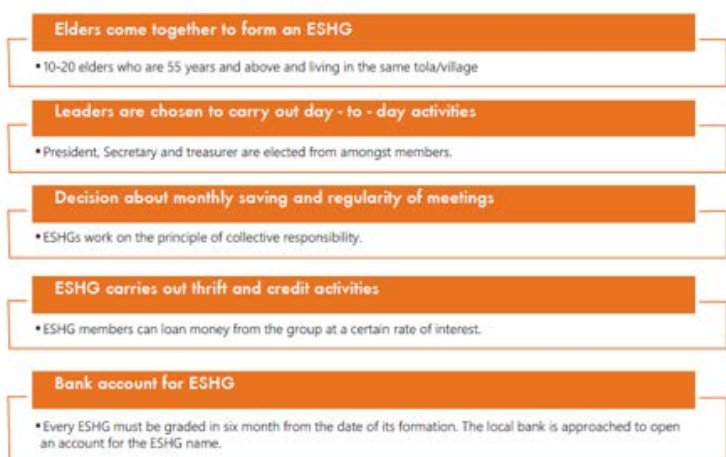 Elders come together to form an ESHG
• 10-20 elders who are 55 years and above and living in the same tola/village
Leaders are chosen to carry out day - to - day activities
• President, Secretary and treasurer are elected from amongst members.
Decision about monthly saving and regularity of meetings
• ESHGs work on the principle of collective responsibility.
ESHG carries out thrift and credit activities
• ESHG members can loan money from the group at a certain rate of interest.
Bank account for ESHG
• Every ESHG must be graded in six month from the date of its formation. The local bank is approached to open
an account for the ESHG name.